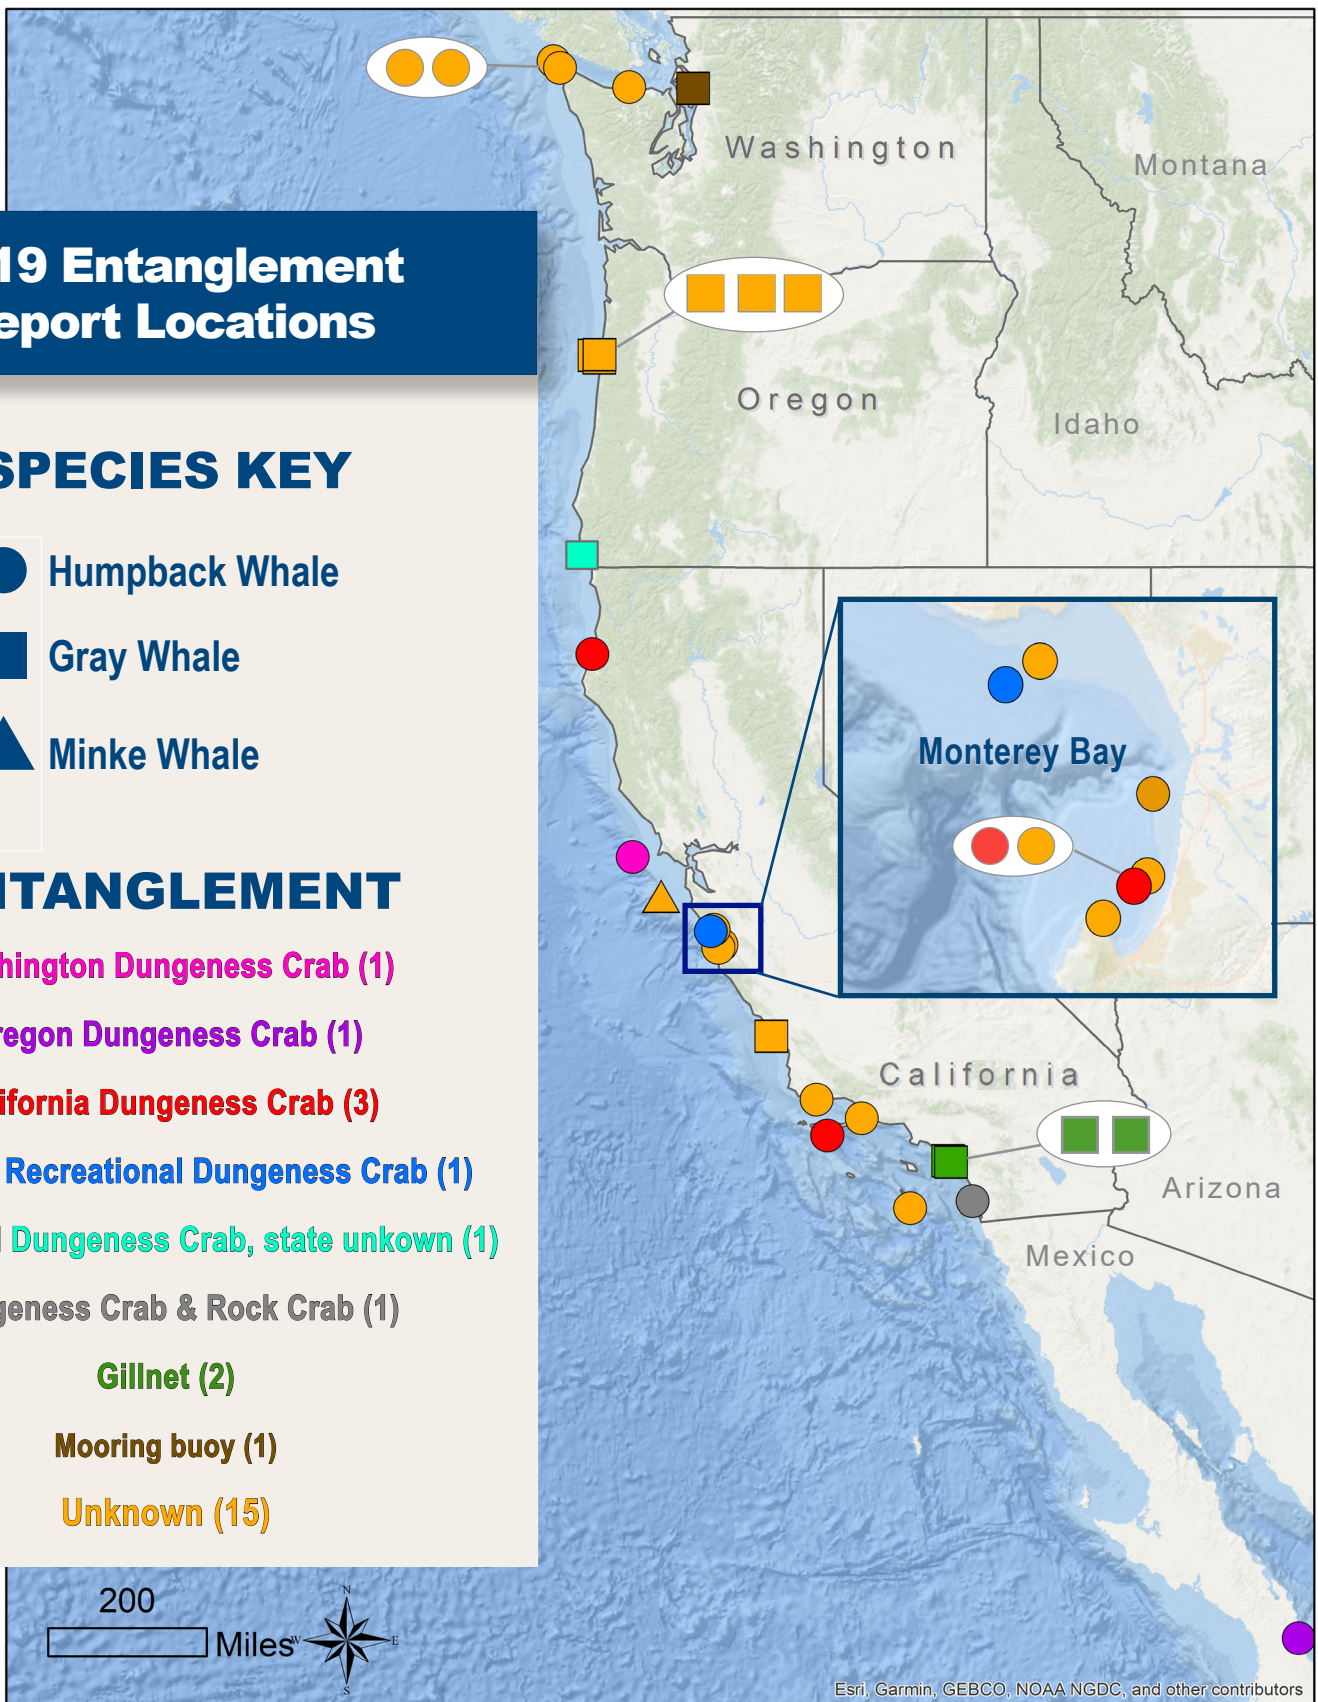 19 Entanglement
eport Locations
SPECIES KEY
Humpback Whale
Gray Whale
Minke Whale
NTANGLEMENT
hington Dungeness Crab (1)
regon Dungeness Crab (1)
ifornia Dungeness Crab (3)
Recreational Dungeness Crab (1)
Dungeness Crab, state unkown (1)
geness Crab & Rock Crab (1)
Gillnet (2)
Mooring buoy (1)
Unknown (15)
200
Miles
N
W
E
S
Washington
Montana
Oregon
Idaho
Monterey Bay
California
Arizona
Mexico
Esri, Garmin, GEBCO, NOAA NGDC, and other contributors